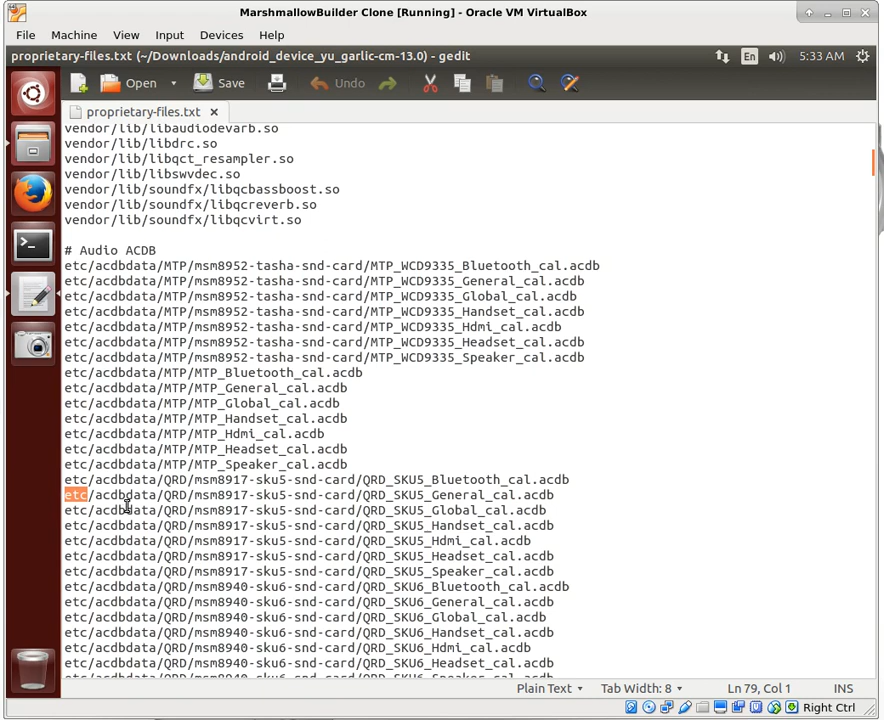 MarshmallowBuilder Clone [Running] - Oracle VM VirtualBox
File View Input Devices Help
proprietary-files.txt (~/Downloads/android_device_yu_garlic-cm-13.0) - gedit En 5:33 AM
Open Save Undo
proprietary-files.txt x
vendor/lib/libaudiodevarb.so
vendor/lib/libdrc.so
vendor/lib/libqct_resampler.so
vendor/lib/libswvdec.so
vendor/lib/soundfx/libqcbassboost.so
vendor/lib/soundfx/libqcreverb.so
vendor/lib/soundfx/libqcvirt.so
# Audio ACDB
etc/acdbdata/MTP/msm8952-tasha-snd-card/MTP_WCD9335_Bluetooth_cal.acdb
etc/acdbdata/MTP/msm8952-tasha-snd-card/MTP_WCD9335_General_cal.acdb
etc/acdbdata/MTP/msm8952-tasha-snd-card/MTP_WCD9335_Global_cal.acdb
etc/acdbdata/MTP/msm8952-tasha-snd-card/MTP_WCD9335_Handset_cal.acdb
etc/acdbdata/MTP/msm8952-tasha-snd-card/MTP_WCD9335_Hdmi_cal.acdb
etc/acdbdata/MTP/msm8952-tasha-snd-card/MTP_WCD9335_Headset_cal.acdb
etc/acdbdata/MTP/msm8952-tasha-snd-card/MTP_WCD9335_Speaker_cal.acdb
etc/acdbdata/MTP/MTP_Bluetooth_cal.acdb
etc/acdbdata/MTP/MTP_General_cal.acdb
etc/acdbdata/MTP/MTP_Global_cal.acdb
etc/acdbdata/MTP/MTP_Handset_cal.acdb
etc/acdbdata/MTP/MTP_Hdmi_cal.acdb
etc/acdbdata/MTP/MTP_Headset_cal.acdb
etc/acdbdata/MTP/MTP_Speaker_cal.acdb
etc/acdbdata/QRD/msm8917-sku5-snd-card/QRD_SKU5_Bluetooth_cal.acdb
etc/acdbdata/QRD/msm8917-sku5-snd-card/QRD_SKU5_General_cal.acdb
etc/acdbdata/QRD/msm8917-sku5-snd-card/QRD_SKU5_Global_cal.acdb
etc/acdbdata/QRD/msm8917-sku5-snd-card/QRD_SKU5_Handset_cal.acdb
etc/acdbdata/QRD/msm8917-sku5-snd-card/QRD_SKU5_Hdmi_cal.acdb
etc/acdbdata/QRD/msm8917-sku5-snd-card/QRD_SKU5_Headset_cal.acdb
etc/acdbdata/QRD/msm8917-sku5-snd-card/QRD_SKU5_Speaker_cal.acdb
etc/acdbdata/QRD/msm8940-sku6-snd-card/QRD_SKU6_Bluetooth_cal.acdb
etc/acdbdata/QRD/msm8940-sku6-snd-card/QRD_SKU6_General_cal.acdb
etc/acdbdata/QRD/msm8940-sku6-snd-card/QRD_SKU6_Global_cal.acdb
etc/acdbdata/QRD/msm8940-sku6-snd-card/QRD_SKU6_Handset_cal.acdb
etc/acdbdata/QRD/msm8940-sku6-snd-card/QRD_SKU6_Hdmi_cal.acdb
etc/acdbdata/QRD/msm8940-sku6-snd-card/QRD_SKU6_Headset_cal.acdb
Plain Text Tab Width: 8 Ln 79, Col 1 INS
Right Ctrl